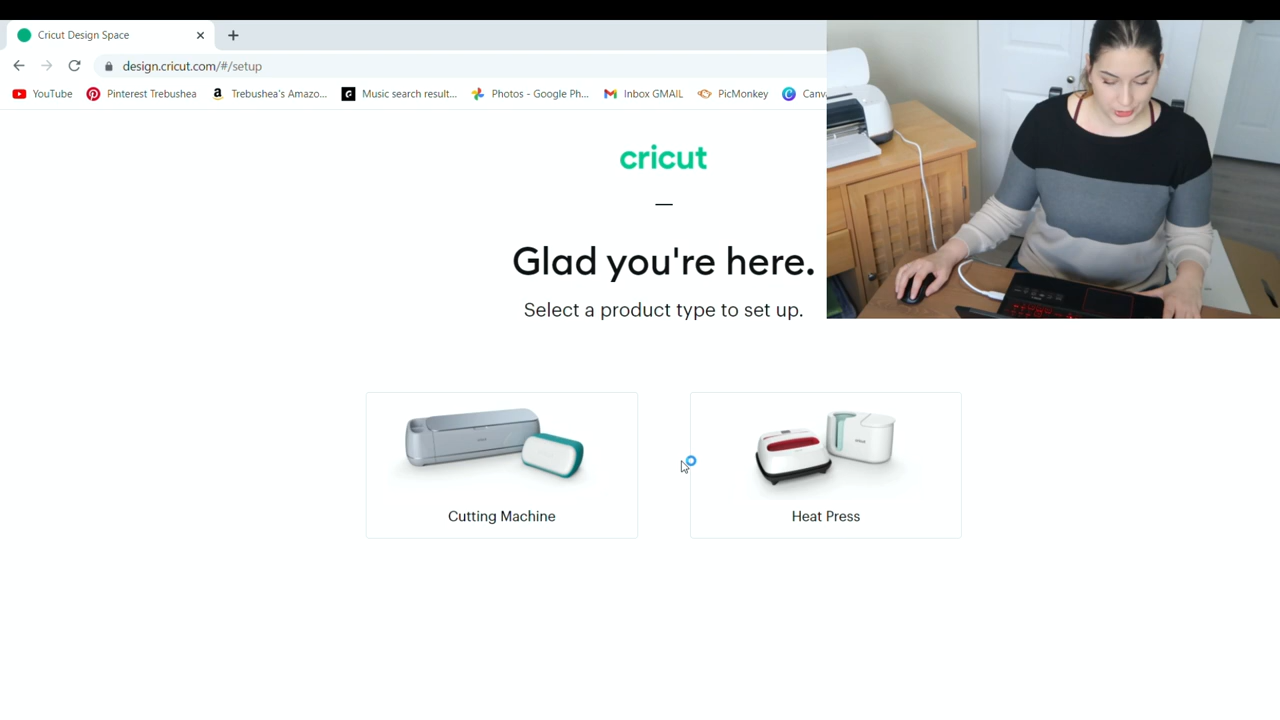 Cricut Design Space
design.cricut.com/#/setup
YouTube Pinterest Trebushea Trebushea's Amazo... Music search result... Photos - Google Ph... Inbox GMAIL PicMonkey Canv
cricut
Glad you're here.
Select a product type to set up.
Cutting Machine
Heat Press